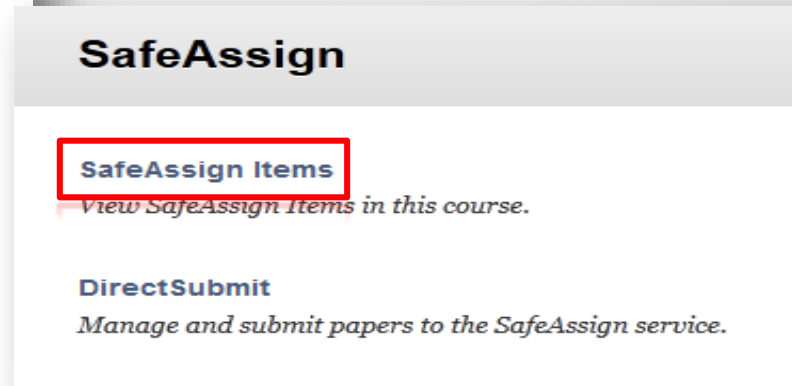 SafeAssign
SafeAssign Items
View SafeAssign Items in this course.
DirectSubmit
Manage and submit papers to the SafeAssign service.